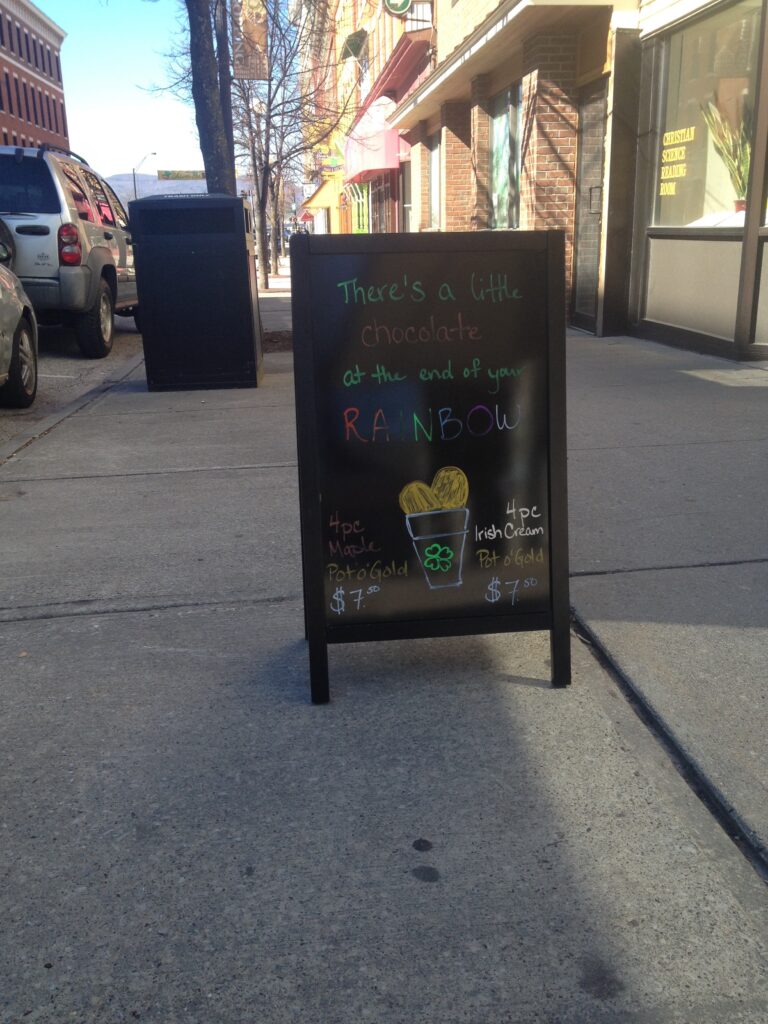 There's a little
chocolate
at the end of your
RAINBOW
4pc
Maple
Pot o' Gold
$7.50
4pc
Irish Cream
Pot o' Gold
$7.50
CHRISTIAN
SCIENCE
READING
ROOM